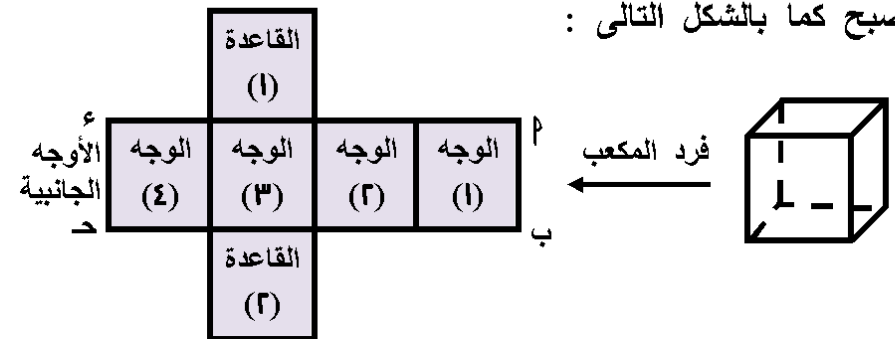 صبح كما بالشكل التالى :
القاعدة
(١)
م
ء
الأوجه
الجانبية
حـ
الوجه
(١)
الوجه
(٢)
الوجه
(٣)
الوجه
(٤)
ب
فرد المكعب
القاعدة
(٢)